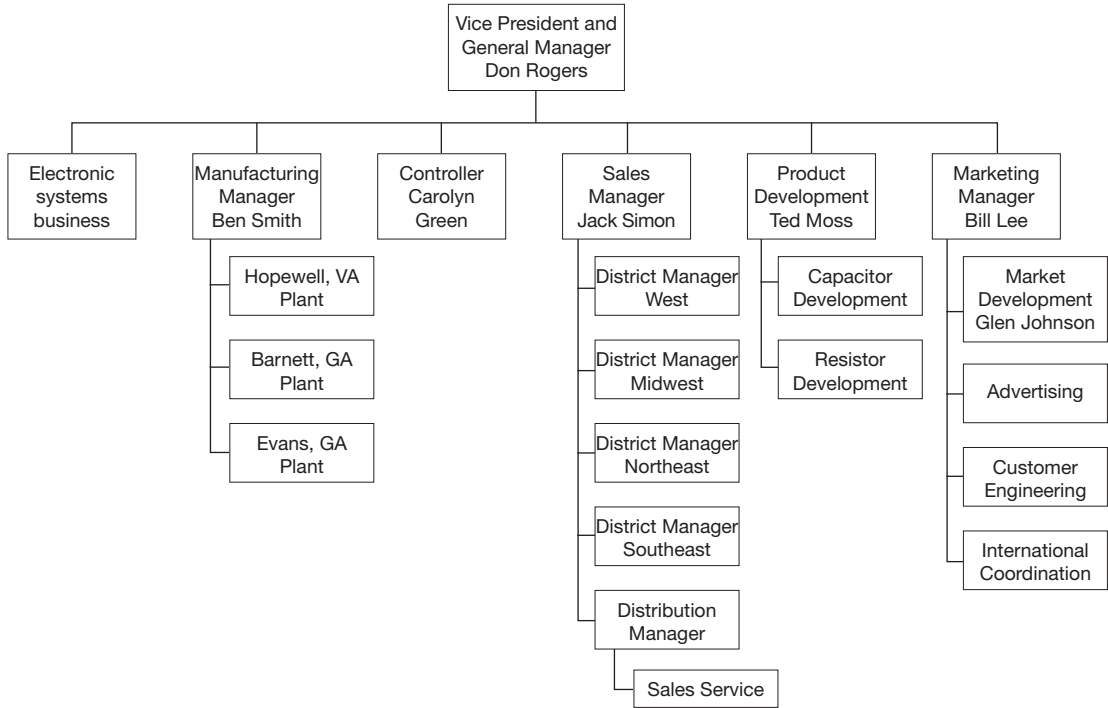 Vice President and
General Manager
Don Rogers
Electronic
systems
business
Manufacturing
Manager
Ben Smith
Controller
Carolyn
Green
Sales
Manager
Jack Simon
Product
Development
Ted Moss
Marketing
Manager
Bill Lee
Hopewell, VA
Plant
Barnett, GA
Plant
Evans, GA
Plant
District Manager
West
District Manager
Midwest
District Manager
Northeast
District Manager
Southeast
Distribution
Manager
Sales Service
Capacitor
Development
Resistor
Development
Market
Development
Glen Johnson
Advertising
Customer
Engineering
International
Coordination